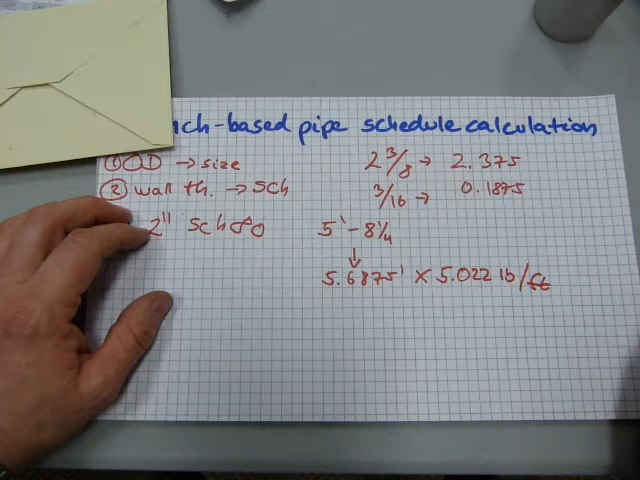 nch-based pipe schedule calculation
① OD → size
2 3/8 → 2.375
② wall th. → sch
3/16 → 0.1875
2" sch 80
5' - 8 1/4
↓
5.6875' × 5.022 lb/ft